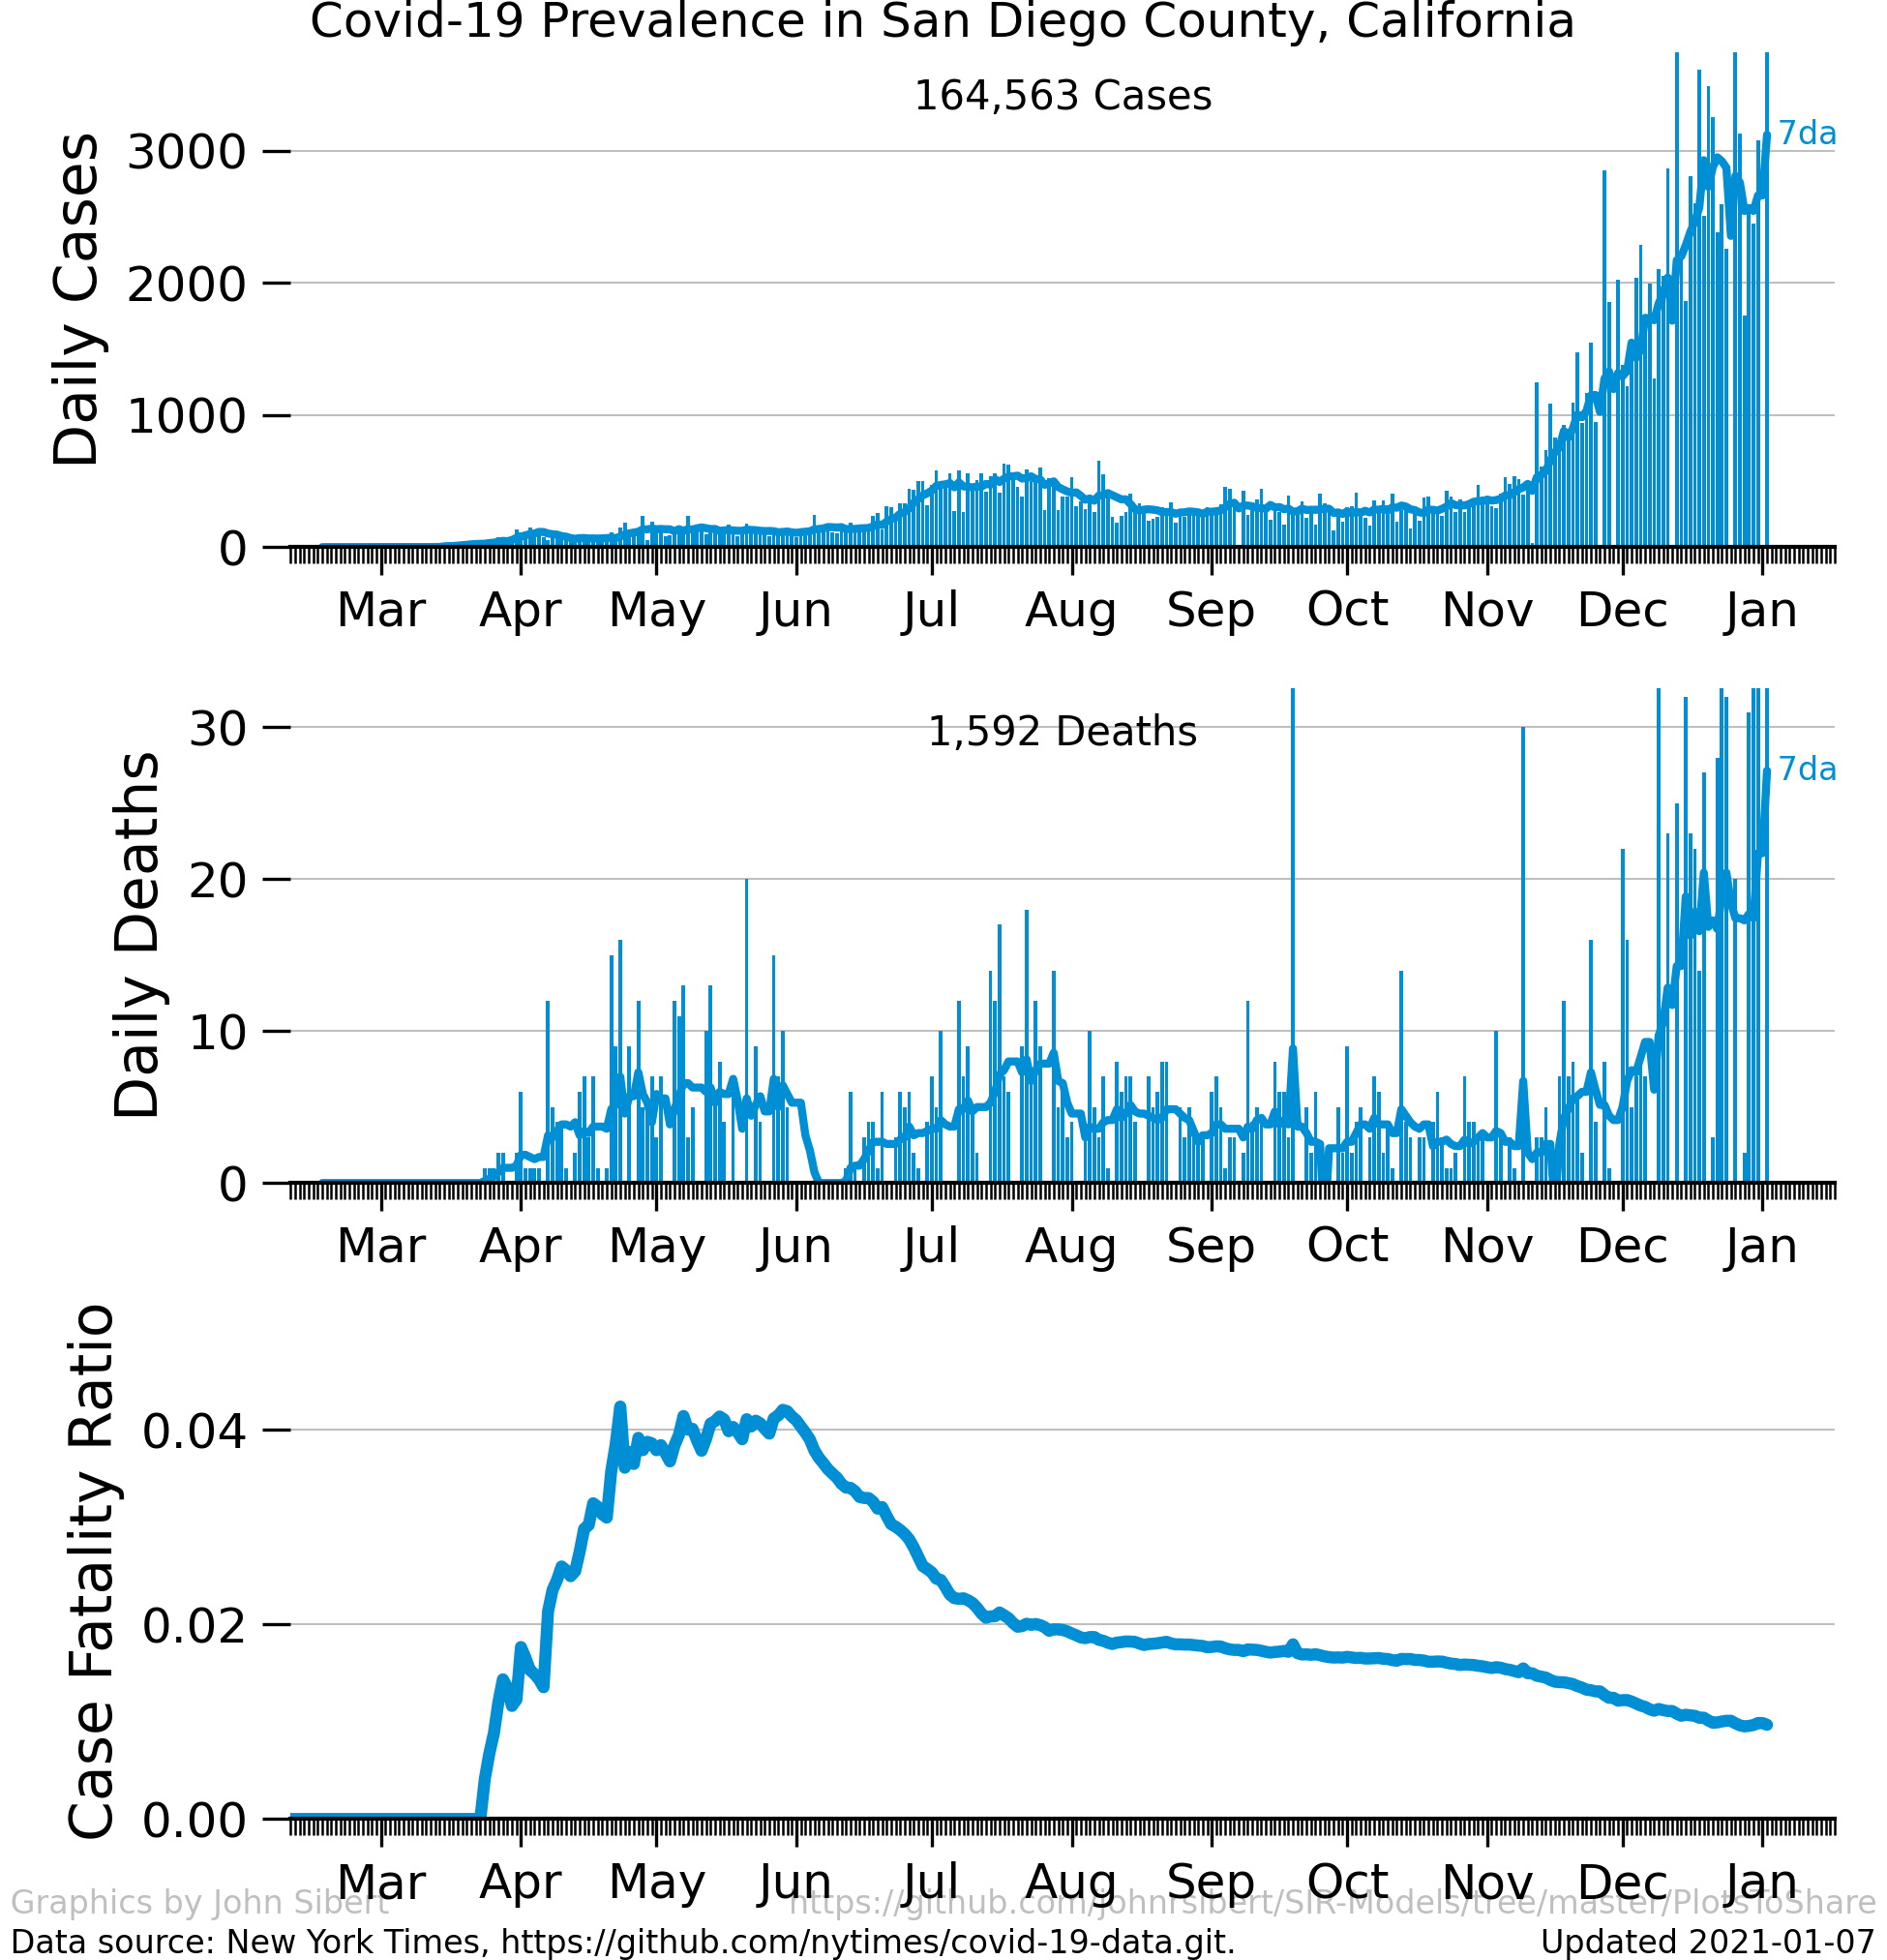 Covid-19 Prevalence in San Diego County, California
164,563 Cases
Daily Cases
3000
2000
1000
0
7da
Mar Apr May Jun Jul Aug Sep Oct Nov Dec Jan
1,592 Deaths
Daily Deaths
30
20
10
0
7da
Mar Apr May Jun Jul Aug Sep Oct Nov Dec Jan
Case Fatality Ratio
0.04
0.02
0.00
Mar Apr May Jun Jul Aug Sep Oct Nov Dec Jan
Graphics by John Sibert https://github.com/johnrsibert/SIR-Models/tree/master/PlotsToShare
Data source: New York Times, https://github.com/nytimes/covid-19-data.git. Updated 2021-01-07